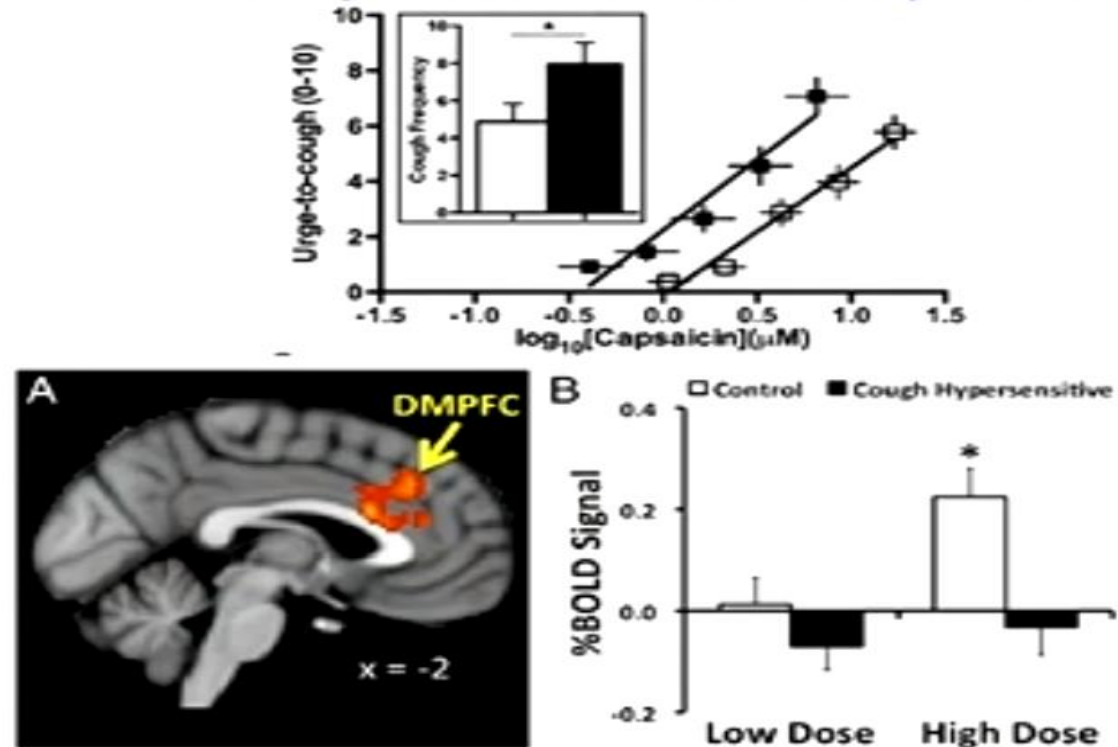 Urge-to-cough (0-10)
10
8
6
4
2
0
Cough Frequency
10
8
6
4
2
0
*
-1.5 -1.0 -0.5 0.0 0.5 1.0 1.5
log10[Capsaicin](µM)
A
DMPFC
x = -2
B
Control Cough Hypersensitive
%BOLD Signal
0.4
0.2
0.0
-0.2
*
Low Dose High Dose